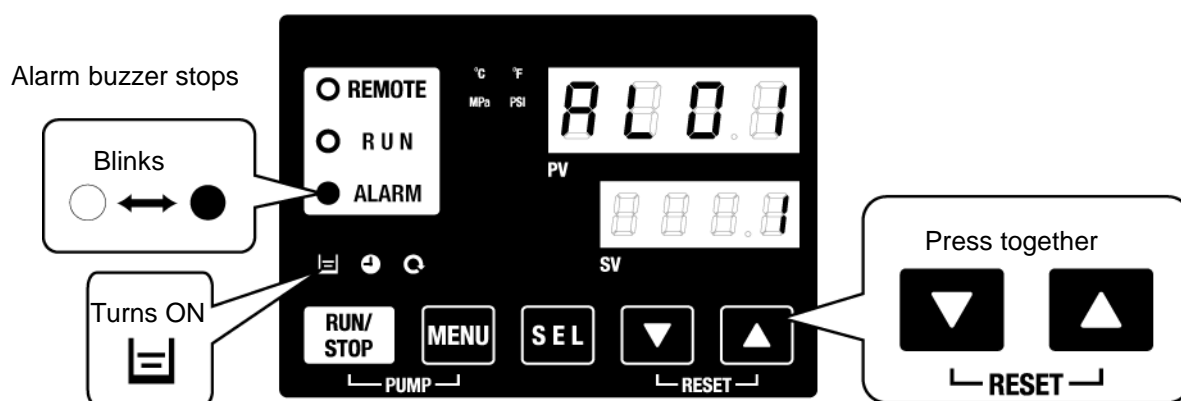 Alarm buzzer stops
Blinks
Turns ON
REMOTE
RUN
ALARM
°C °F
MPa PSI
AL01
PV
1
SV
RUN/
STOP
MENU
SEL
PUMP
RESET
Press together
RESET